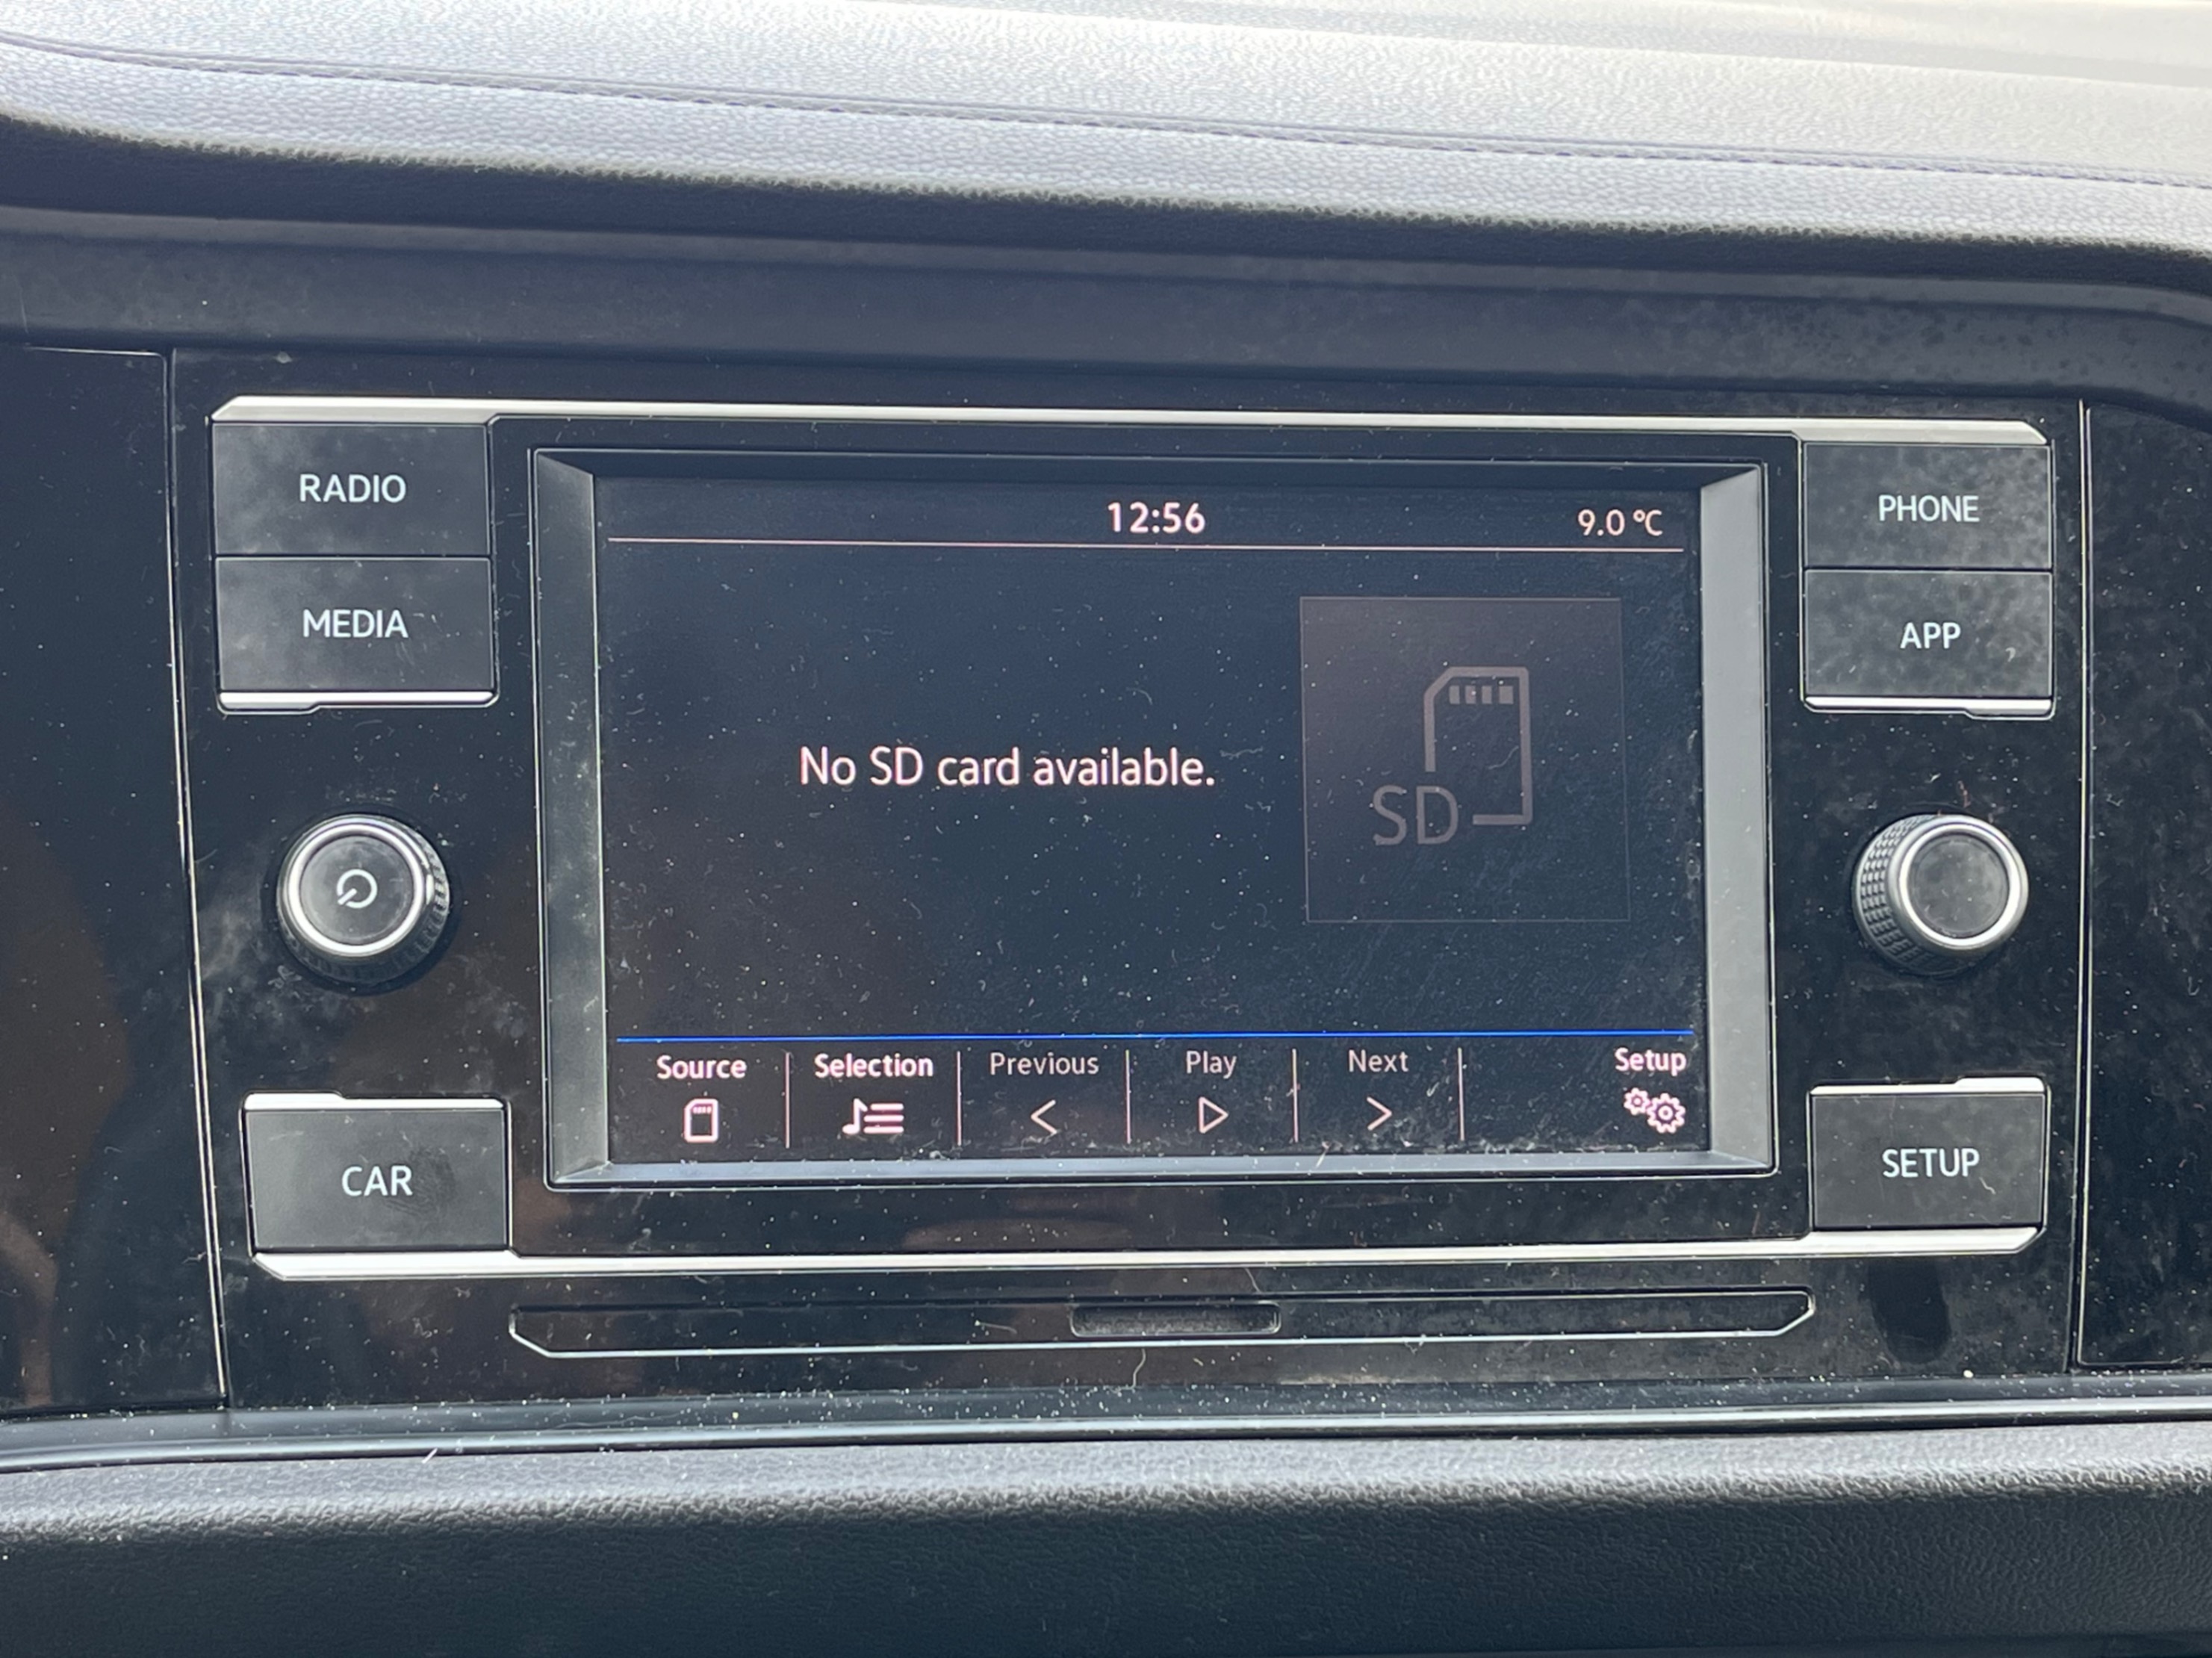 RADIO
MEDIA
12:56
9.0 °C
PHONE
APP
No SD card available.
SD
Source
Selection
Previous
Play
Next
Setup
CAR
SETUP